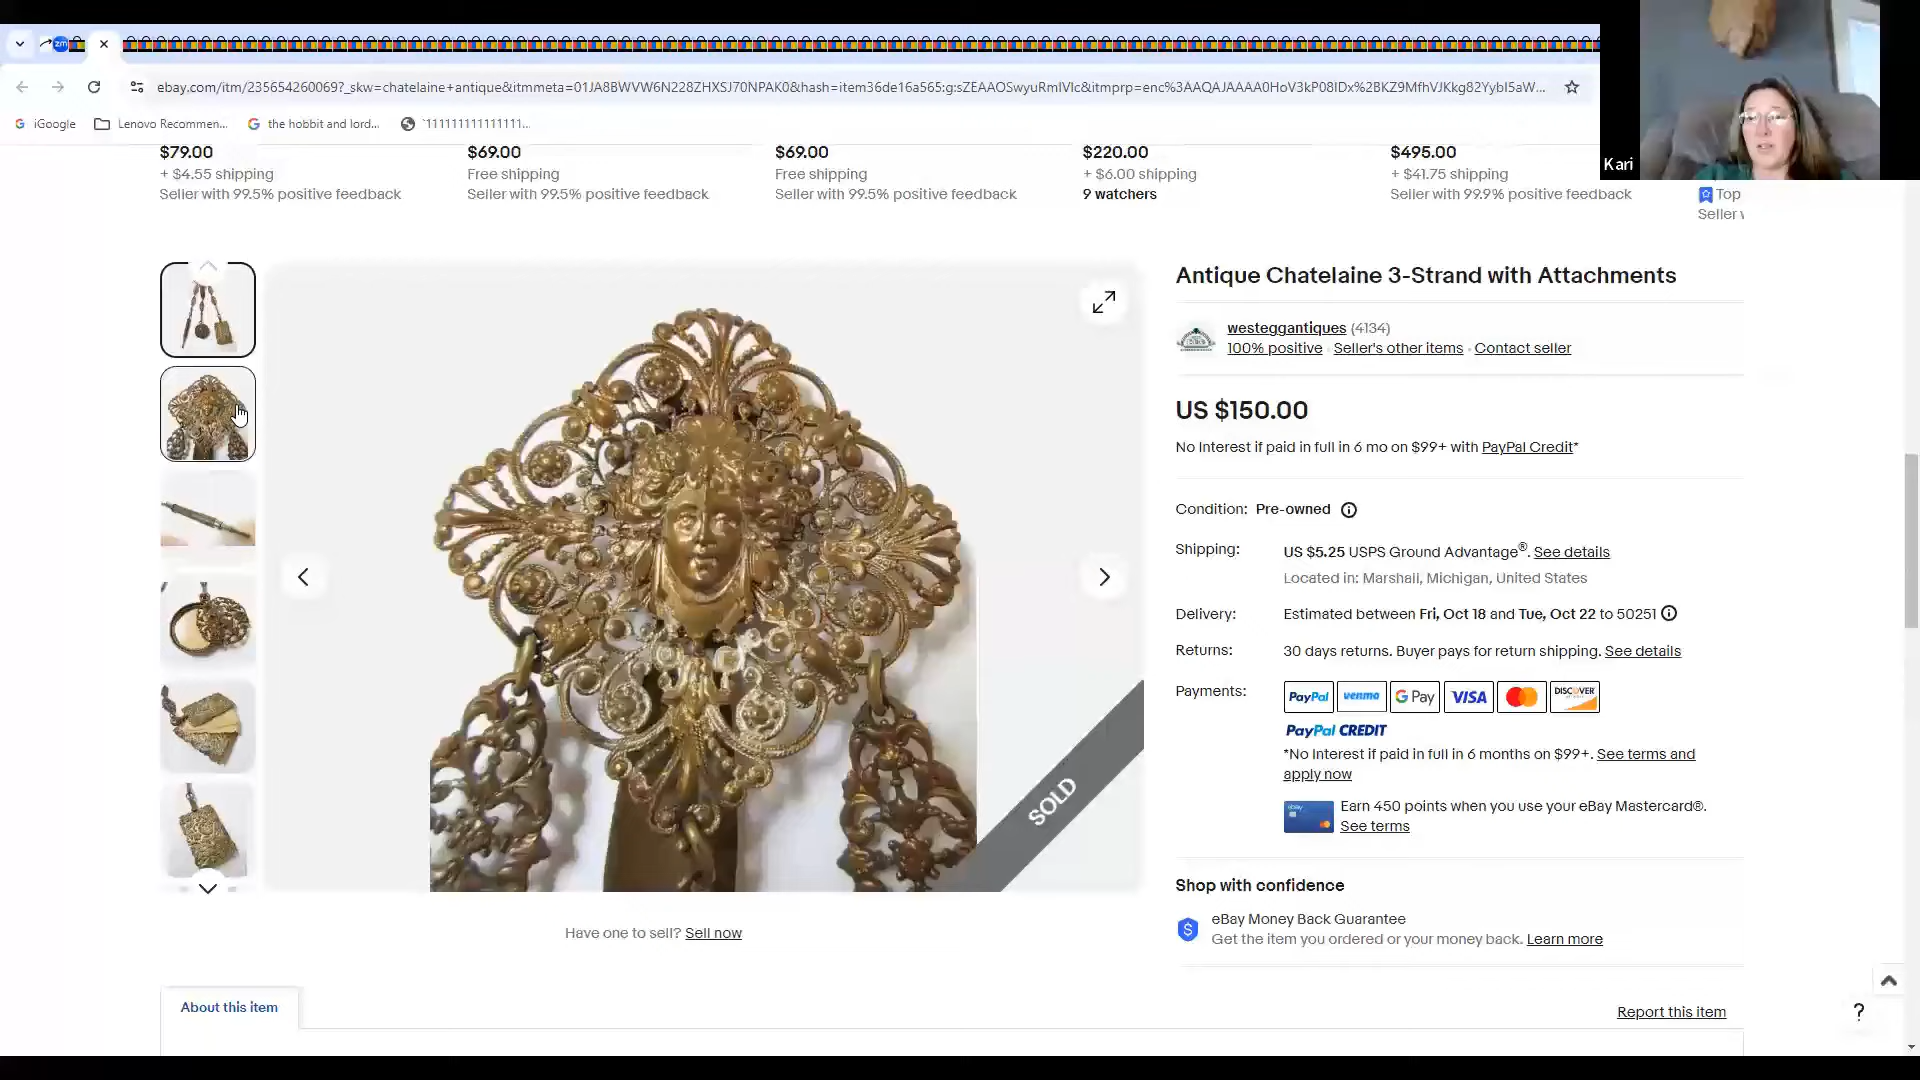 zm
ebay.com/itm/235654260069?_skw=chatelaine+antique&itmmeta=01JA8BWVW6N228ZHXSJ70NPAK0&hash=item36de16a565:g:sZEAAOSwyuRmIVIc&itmprp=enc%3AAQAJAAAA0HoV3kP08IDx%2BKZ9MfhVJKkg82YybI5aW...
iGoogle
Lenovo Recommen...
the hobbit and lord...
`111111111111111...
Kari
$79.00
+ $4.55 shipping
Seller with 99.5% positive feedback
$69.00
Free shipping
Seller with 99.5% positive feedback
$69.00
Free shipping
Seller with 99.5% positive feedback
$220.00
+ $6.00 shipping
9 watchers
$495.00
+ $41.75 shipping
Seller with 99.9% positive feedback
Top
Seller
Antique Chatelaine 3-Strand with Attachments
westeggantiques (4134)
100% positive · Seller's other items · Contact seller
US $150.00
No Interest if paid in full in 6 mo on $99+ with PayPal Credit*
Condition: Pre-owned
Shipping: US $5.25 USPS Ground Advantage®. See details
Located in: Marshall, Michigan, United States
Delivery: Estimated between Fri, Oct 18 and Tue, Oct 22 to 50251
Returns: 30 days returns. Buyer pays for return shipping. See details
Payments: PayPal venmo G Pay VISA DISCOVER
PayPal CREDIT
*No Interest if paid in full in 6 months on $99+. See terms and
apply now
ebay
Earn 450 points when you use your eBay Mastercard®.
See terms
SOLD
Shop with confidence
$
eBay Money Back Guarantee
Get the item you ordered or your money back. Learn more
Have one to sell? Sell now
About this item
Report this item
?